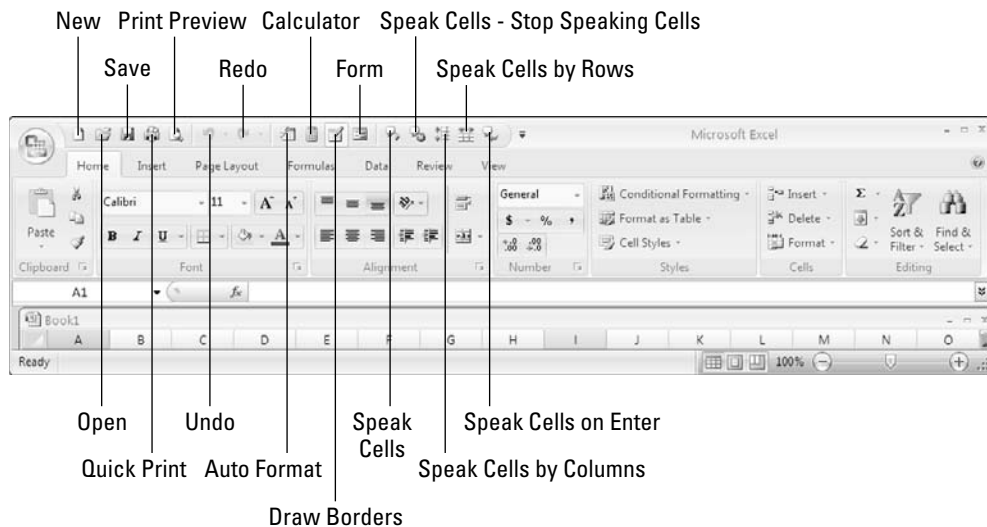 New Print Preview Calculator Speak Cells - Stop Speaking Cells
Save Redo Form Speak Cells by Rows
Microsoft Excel
Home Insert Page Layout Formulas Data Review View
Calibri 11 A A General Conditional Formatting Insert Σ
Paste $ % , Format as Table Delete
B I U A .00 .00 Cell Styles Format Sort & Filter Find & Select
Clipboard Font Alignment Number Styles Cells Editing
A1 fx
Book1
A B C D E F G H I J K L M N O
Ready 100%
Open Undo Speak Cells Speak Cells on Enter
Quick Print Auto Format Speak Cells by Columns
Draw Borders